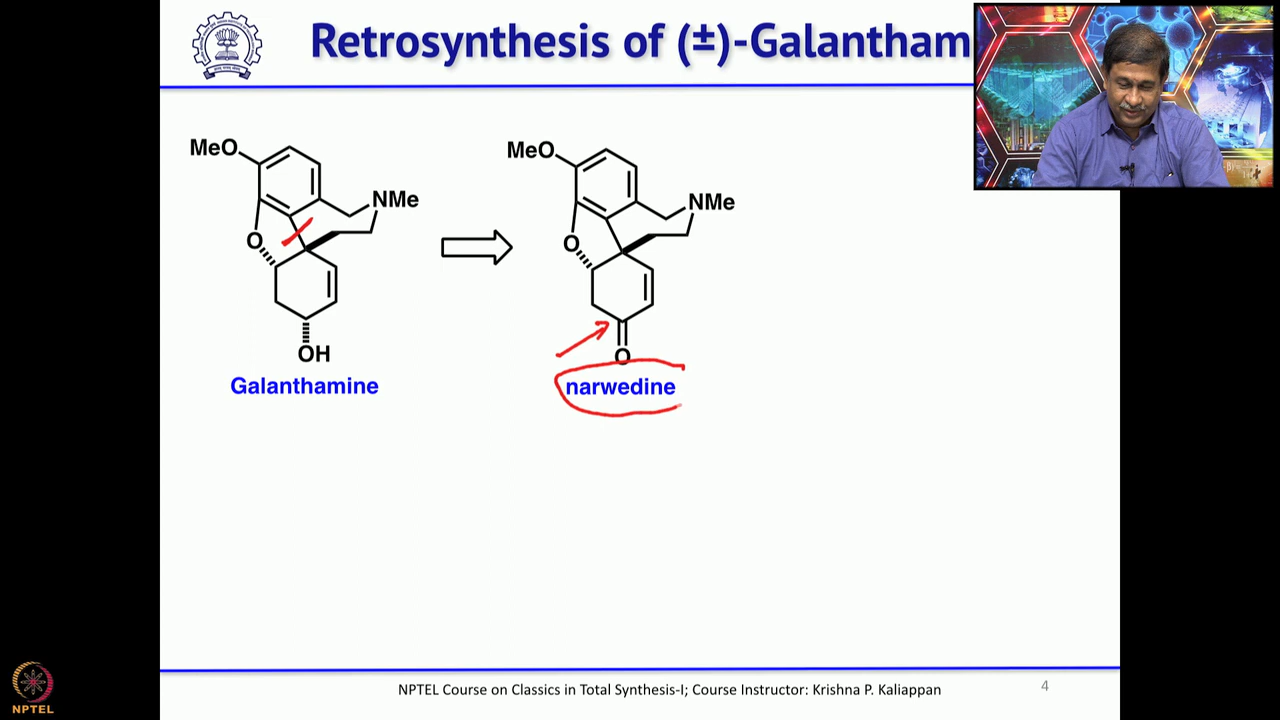 Retrosynthesis of (±)-Galantham
MeO
NMe
O
OH
Galanthamine
MeO
NMe
O
O
narwedine
NPTEL Course on Classics in Total Synthesis-I; Course Instructor: Krishna P. Kaliappan
4
NPTEL